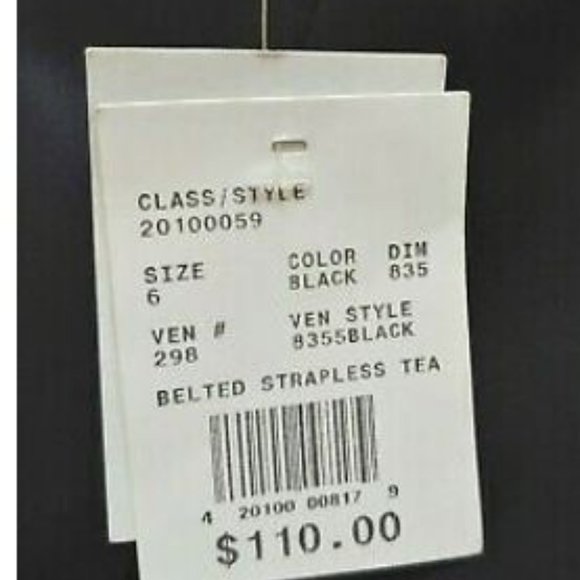 CLASS/STYLE
20100059
SIZE COLOR DIM
6 BLACK 835
VEN # VEN STYLE
298 8355BLACK
BELTED STRAPLESS TEA
4 20100 00817 9
$110.00